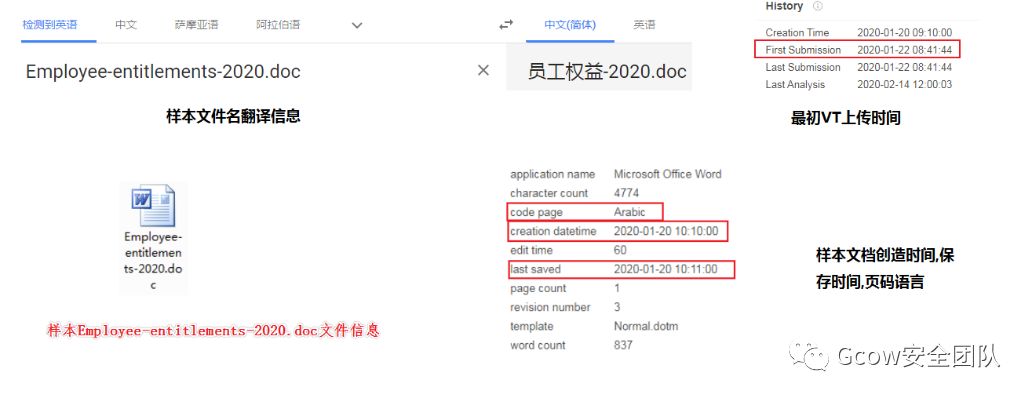 检测到英语 中文 萨摩亚语 阿拉伯语 中文(简体) 英语
Employee-entitlements-2020.doc
员工权益-2020.doc
样本文件名翻译信息
History
Creation Time 2020-01-20 09:10:00
First Submission 2020-01-22 08:41:44
Last Submission 2020-01-22 08:41:44
Last Analysis 2020-02-14 12:00:03
最初VT上传时间
Employee-
entitlemen
ts-2020.do
c
样本Employee-entitlements-2020.doc文件信息
application name Microsoft Office Word
character count 4774
code page Arabic
creation datetime 2020-01-20 10:10:00
edit time 60
last saved 2020-01-20 10:11:00
page count 1
revision number 3
template Normal.dotm
word count 837
样本文档创造时间,保
存时间,页码语言
Gcow安全团队